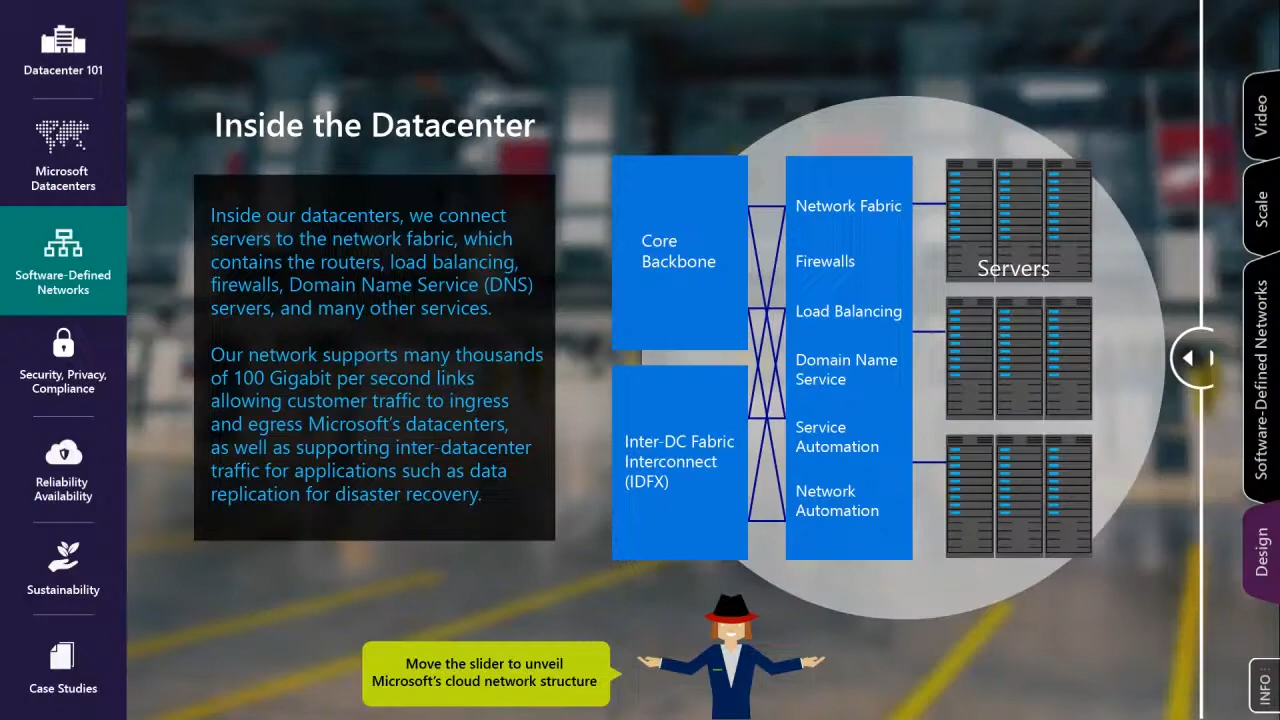 Datacenter 101
Microsoft
Datacenters
Software-Defined
Networks
Security, Privacy,
Compliance
Reliability
Availability
Sustainability
Case Studies
Inside the Datacenter
Inside our datacenters, we connect
servers to the network fabric, which
contains the routers, load balancing,
firewalls, Domain Name Service (DNS)
servers, and many other services.
Our network supports many thousands
of 100 Gigabit per second links
allowing customer traffic to ingress
and egress Microsoft's datacenters,
as well as supporting inter-datacenter
traffic for applications such as data
replication for disaster recovery.
Core
Backbone
Inter-DC Fabric
Interconnect
(IDFX)
Network Fabric
Firewalls
Load Balancing
Domain Name
Service
Service
Automation
Network
Automation
Servers
Move the slider to unveil
Microsoft's cloud network structure
Video
Scale
Software-Defined Networks
Design
INFO